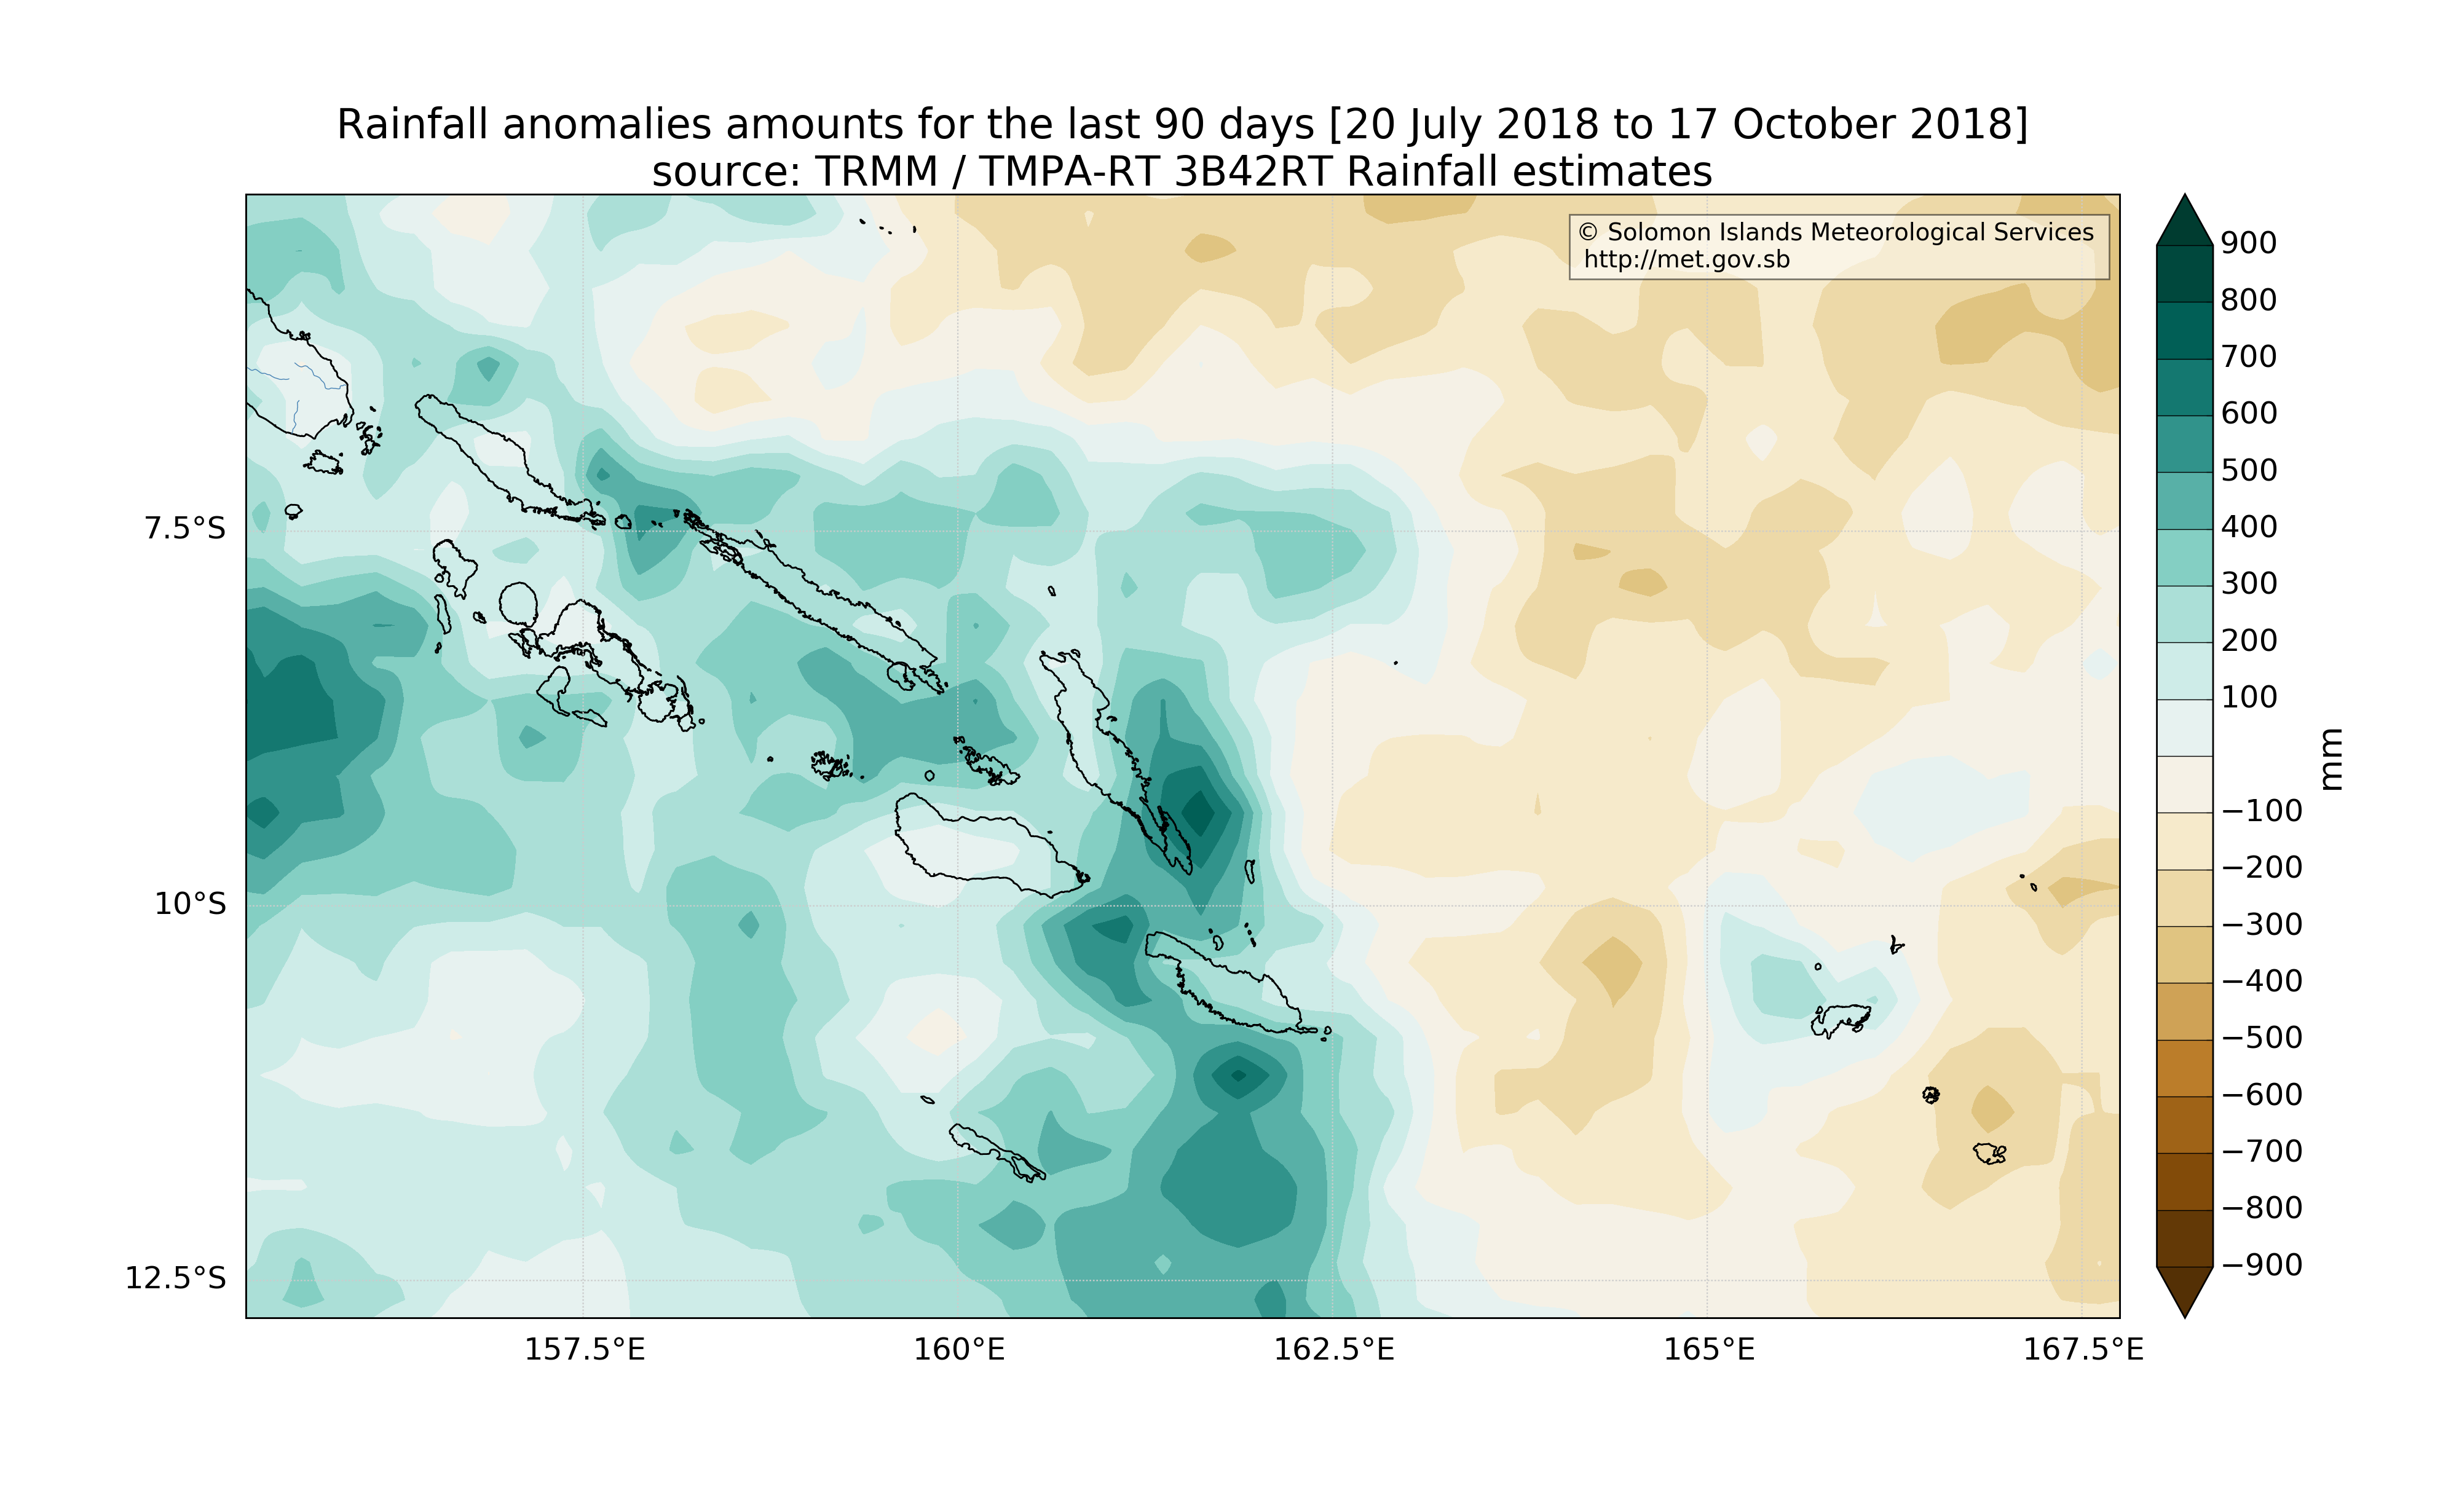 Rainfall anomalies amounts for the last 90 days [20 July 2018 to 17 October 2018]
source: TRMM / TMPA-RT 3B42RT Rainfall estimates
© Solomon Islands Meteorological Services
http://met.gov.sb
7.5°S
10°S
12.5°S
157.5°E
160°E
162.5°E
165°E
167.5°E
900
800
700
600
500
400
300
200
100
−100
−200
−300
−400
−500
−600
−700
−800
−900
mm